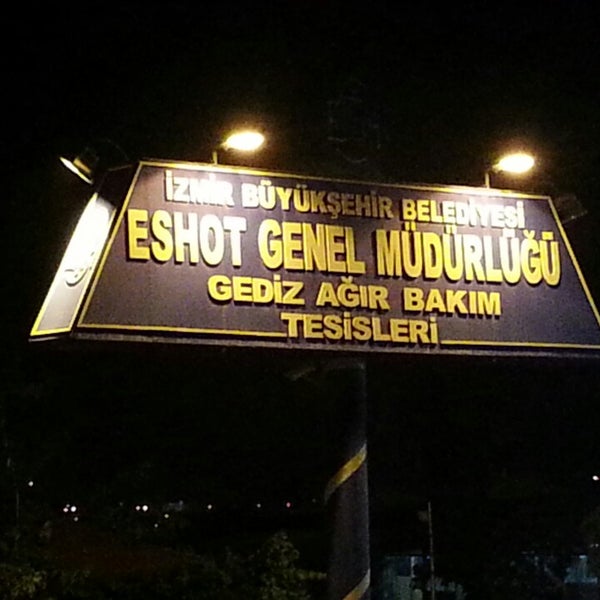 İZMİR BÜYÜKŞEHİR BELEDİYESİ
ESHOT GENEL MÜDÜRLÜĞÜ
GEDİZ AĞIR BAKIM
TESİSLERİ